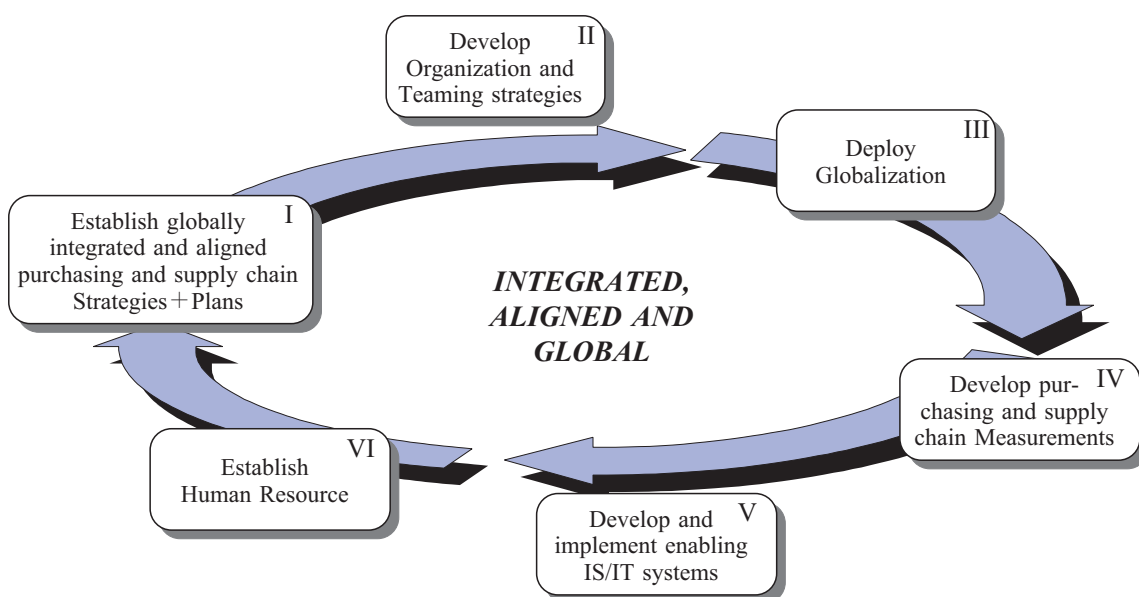 II
Develop
Organization and
Teaming strategies
III
Deploy
Globalization
I
Establish globally
integrated and aligned
purchasing and supply chain
Strategies+Plans
INTEGRATED,
ALIGNED AND
GLOBAL
IV
Develop pur-
chasing and supply
chain Measurements
VI
Establish
Human Resource
V
Develop and
implement enabling
IS/IT systems